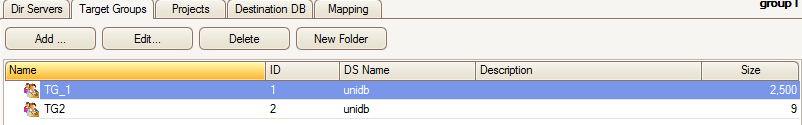 Dir Servers Target Groups Projects Destination DB Mapping
Add ... Edit... Delete New Folder
Name ID DS Name Description Size
TG_1 1 unidb 2,500
TG2 2 unidb 9